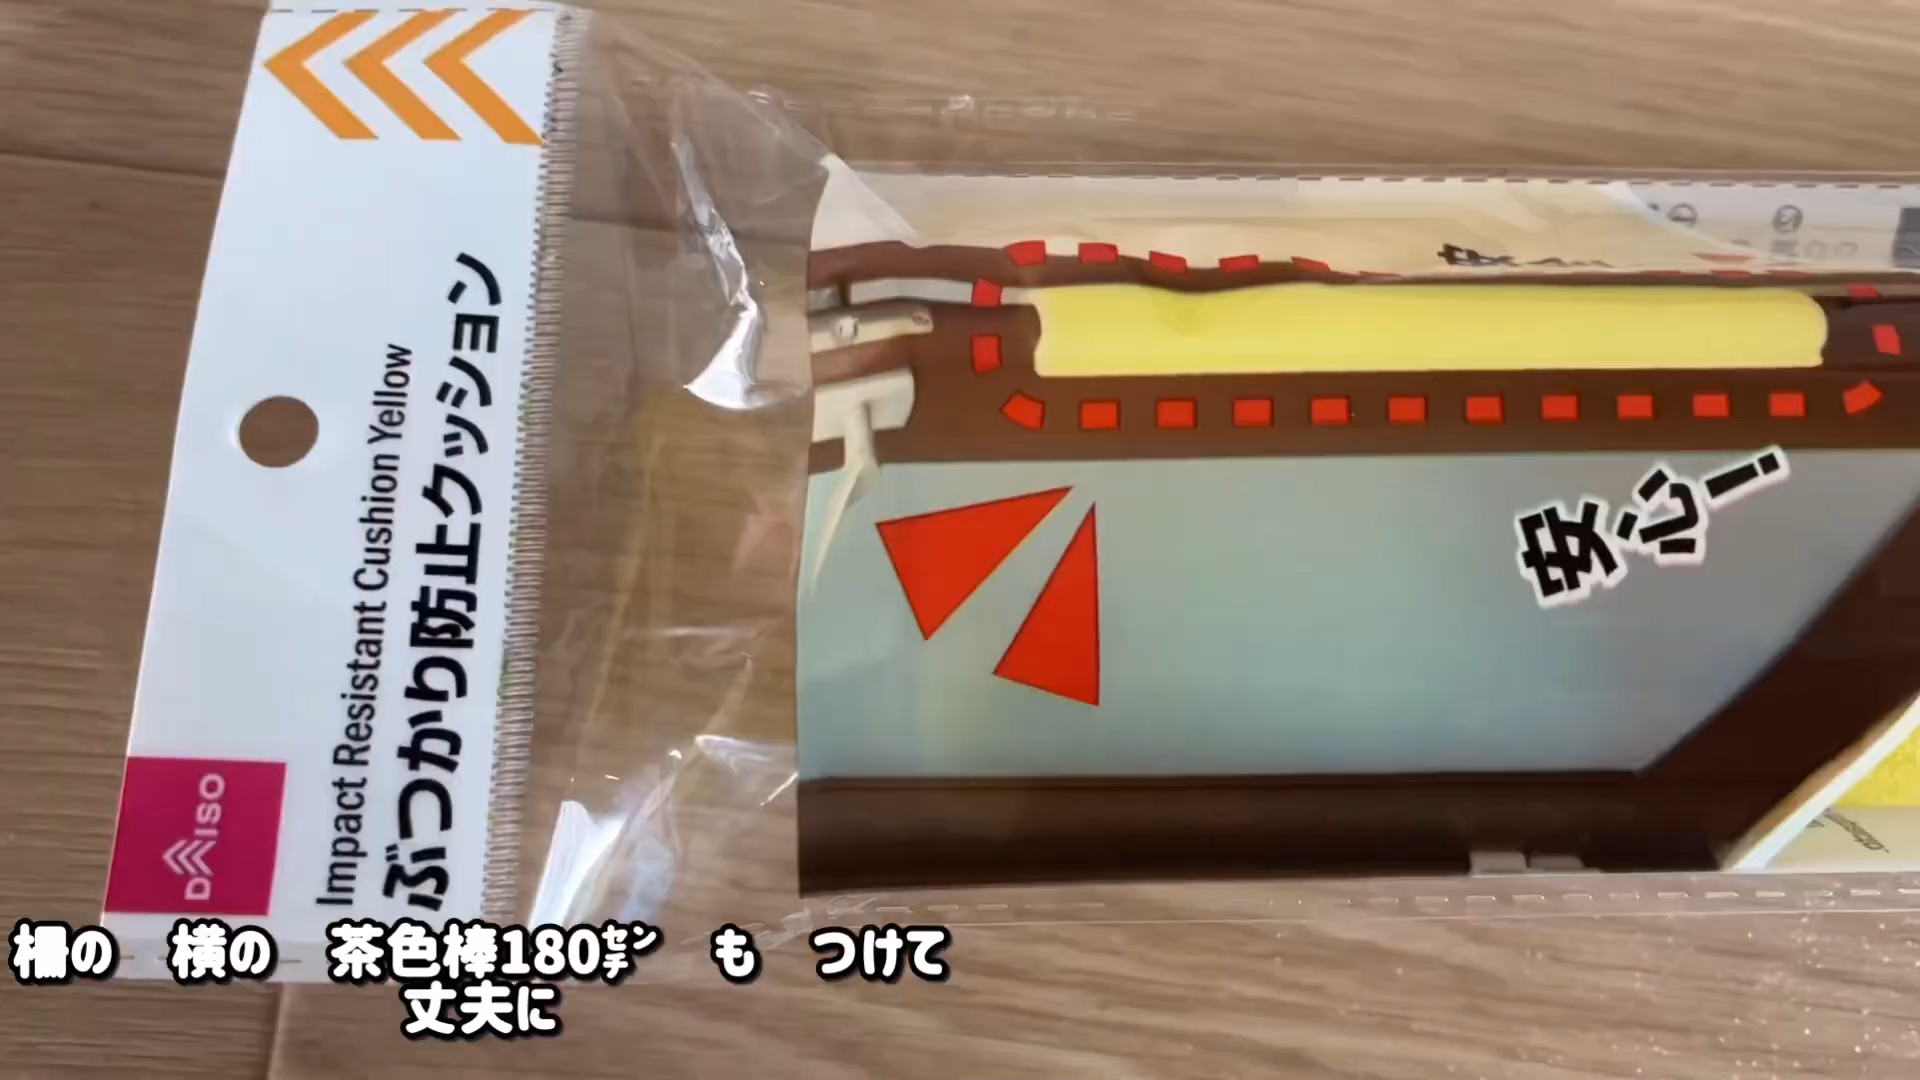 DAISO
Impact Resistant Cushion Yellow
ぶつかり防止クッション
安心!
柵の 横の 茶色棒180㌢ も つけて
丈夫に